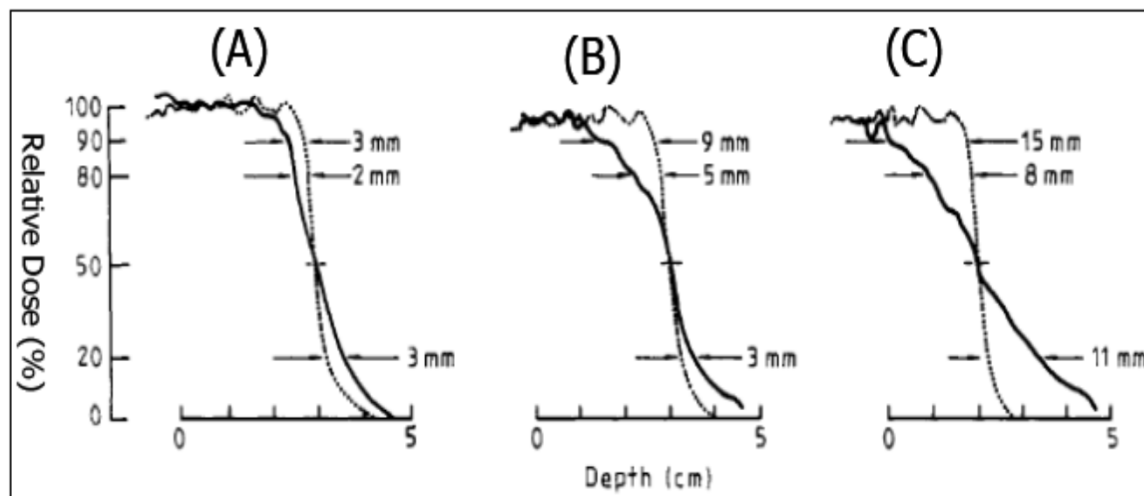 (A) (B) (C)
Relative Dose (%)
100
90
80
50
20
0
3 mm
2 mm
3 mm
9 mm
5 mm
3 mm
15 mm
8 mm
11 mm
0 5 0 5 0 5
Depth (cm)